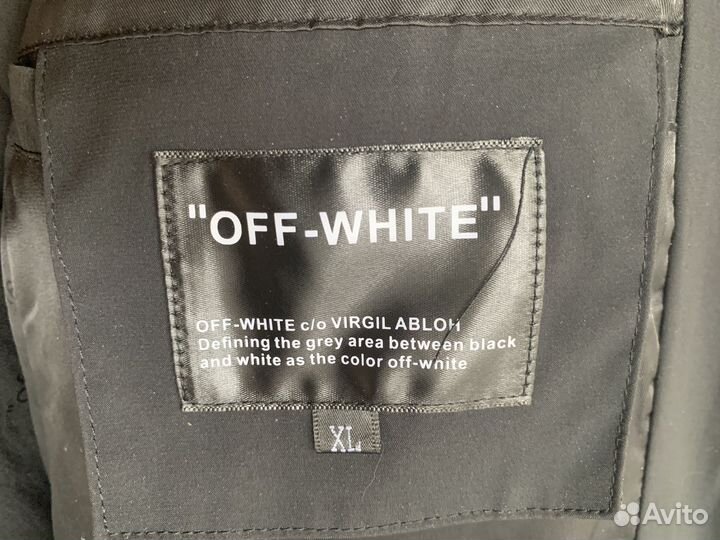 "OFF-WHITE"
OFF-WHITE c/o VIRGIL ABLOH
Defining the grey area between black
and white as the color off-white
XL
Avito